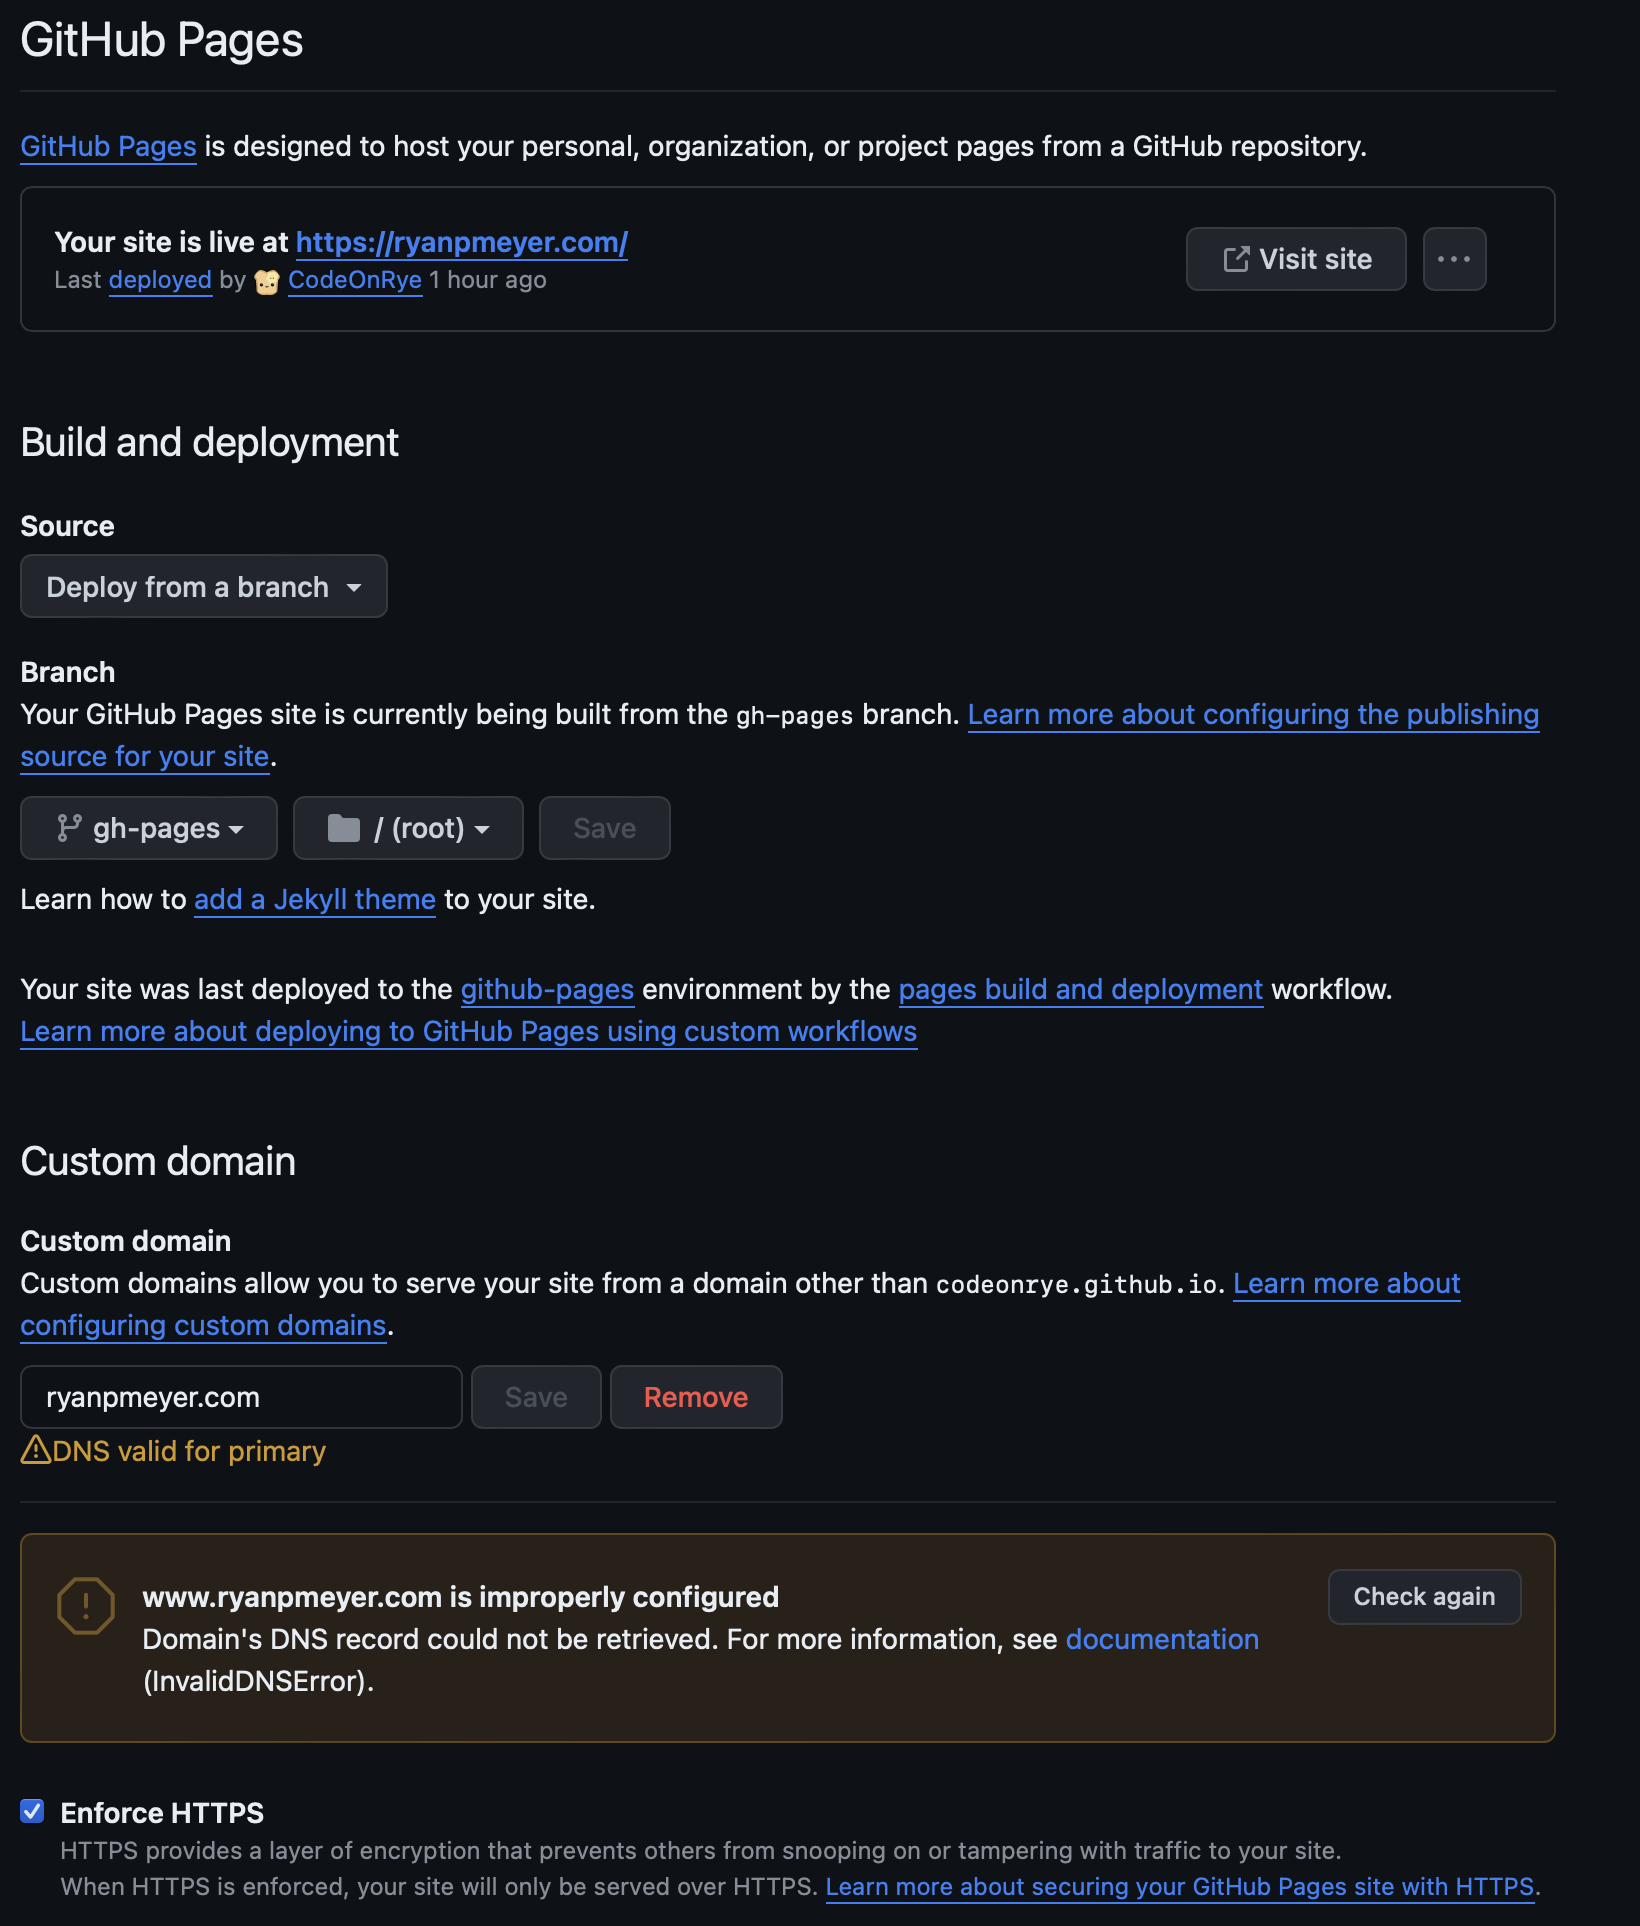 GitHub Pages
GitHub Pages is designed to host your personal, organization, or project pages from a GitHub repository.
Your site is live at https://ryanpmeyer.com/
Visit site
Last deployed by CodeOnRye 1 hour ago
Build and deployment
Source
Deploy from a branch
Branch
Your GitHub Pages site is currently being built from the gh-pages branch. Learn more about configuring the publishing
source for your site.
gh-pages / (root) Save
Learn how to add a Jekyll theme to your site.
Your site was last deployed to the github-pages environment by the pages build and deployment workflow.
Learn more about deploying to GitHub Pages using custom workflows
Custom domain
Custom domain
Custom domains allow you to serve your site from a domain other than codeonrye.github.io. Learn more about
configuring custom domains.
ryanpmeyer.com Save Remove
DNS valid for primary
www.ryanpmeyer.com is improperly configured
Check again
Domain's DNS record could not be retrieved. For more information, see documentation
(InvalidDNSError).
Enforce HTTPS
HTTPS provides a layer of encryption that prevents others from snooping on or tampering with traffic to your site.
When HTTPS is enforced, your site will only be served over HTTPS. Learn more about securing your GitHub Pages site with HTTPS.